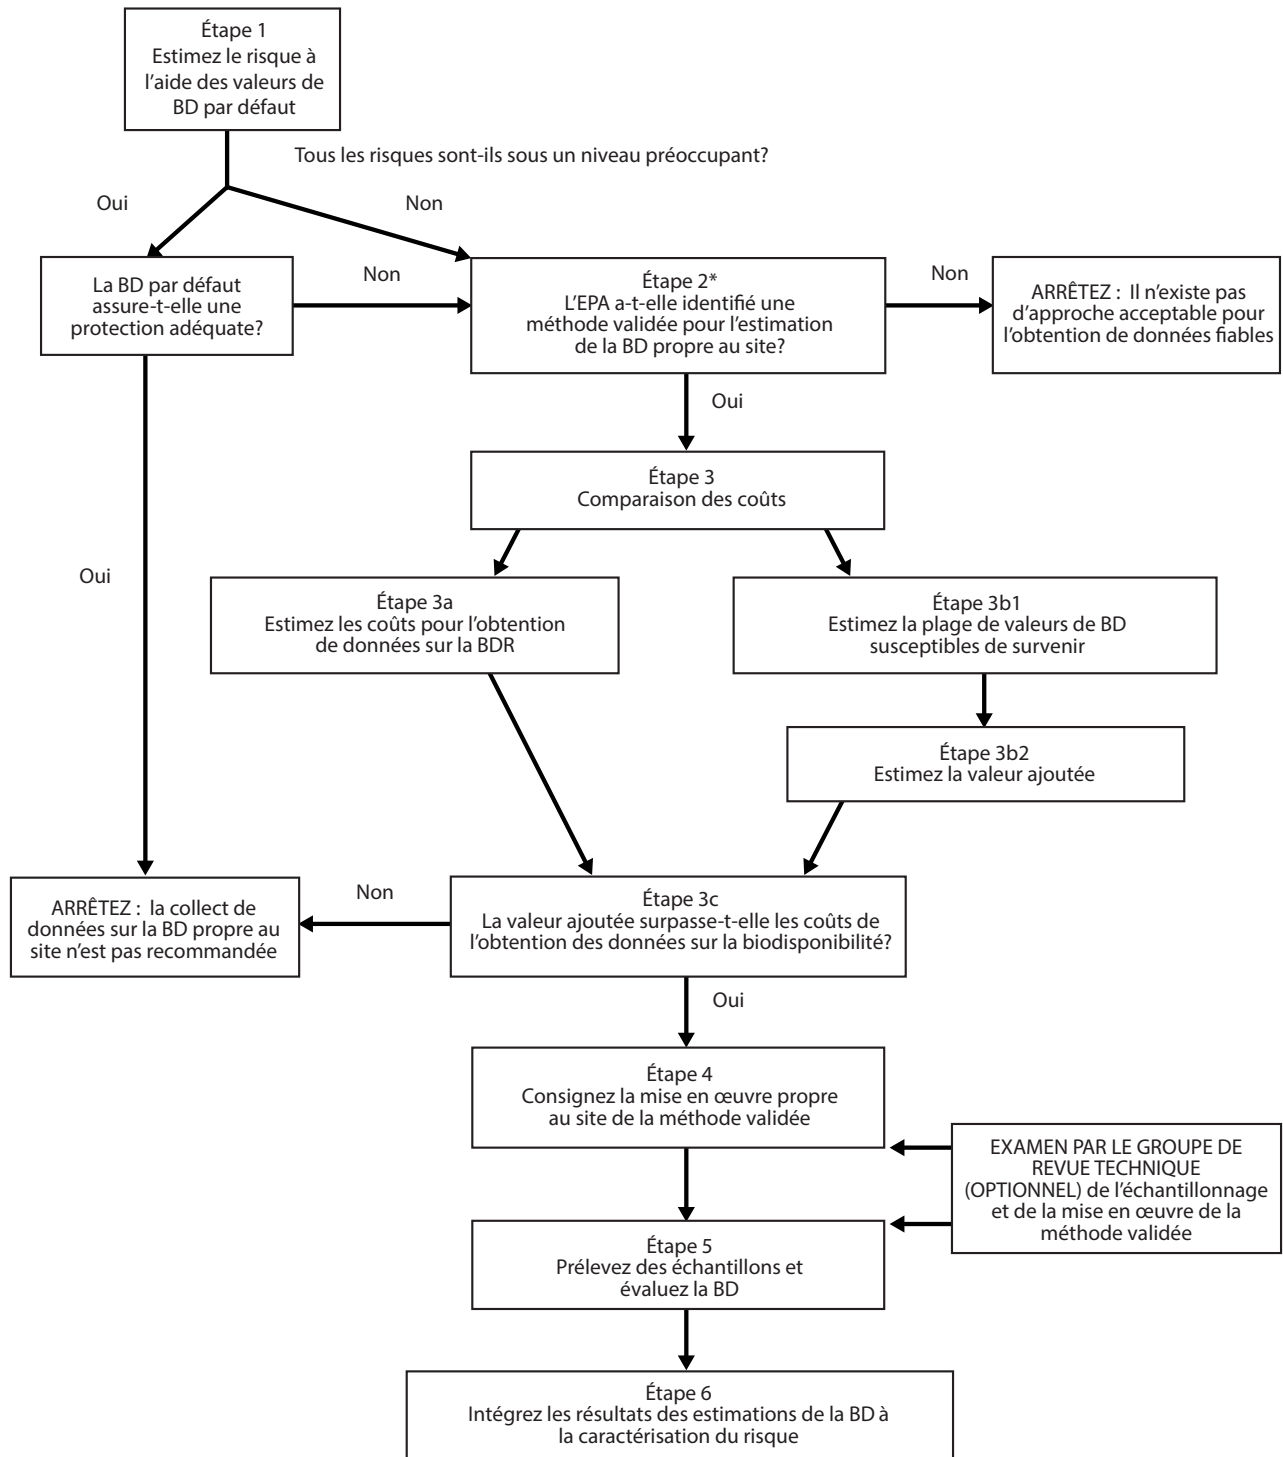 Étape 1
Estimez le risque à
l'aide des valeurs de
BD par défaut
Tous les risques sont-ils sous un niveau préoccupant?
Oui
Non
La BD par défaut
assure-t-elle une
protection adéquate?
Non
Étape 2*
L'EPA a-t-elle identifié une
méthode validée pour l'estimation
de la BD propre au site?
Non
ARRÊTEZ : Il n'existe pas
d'approche acceptable pour
l'obtention de données fiables
Oui
Étape 3
Comparaison des coûts
Oui
Étape 3a
Estimez les coûts pour l'obtention
de données sur la BDR
Étape 3b1
Estimez la plage de valeurs de BD
susceptibles de survenir
Étape 3b2
Estimez la valeur ajoutée
ARRÊTEZ : la collect de
données sur la BD propre au
site n'est pas recommandée
Non
Étape 3c
La valeur ajoutée surpasse-t-elle les coûts de
l'obtention des données sur la biodisponibilité?
Oui
Étape 4
Consignez la mise en œuvre propre
au site de la méthode validée
EXAMEN PAR LE GROUPE DE
REVUE TECHNIQUE
(OPTIONNEL) de l'échantillonnage
et de la mise en œuvre de la
méthode validée
Étape 5
Prélevez des échantillons et
évaluez la BD
Étape 6
Intégrez les résultats des estimations de la BD à
la caractérisation du risque